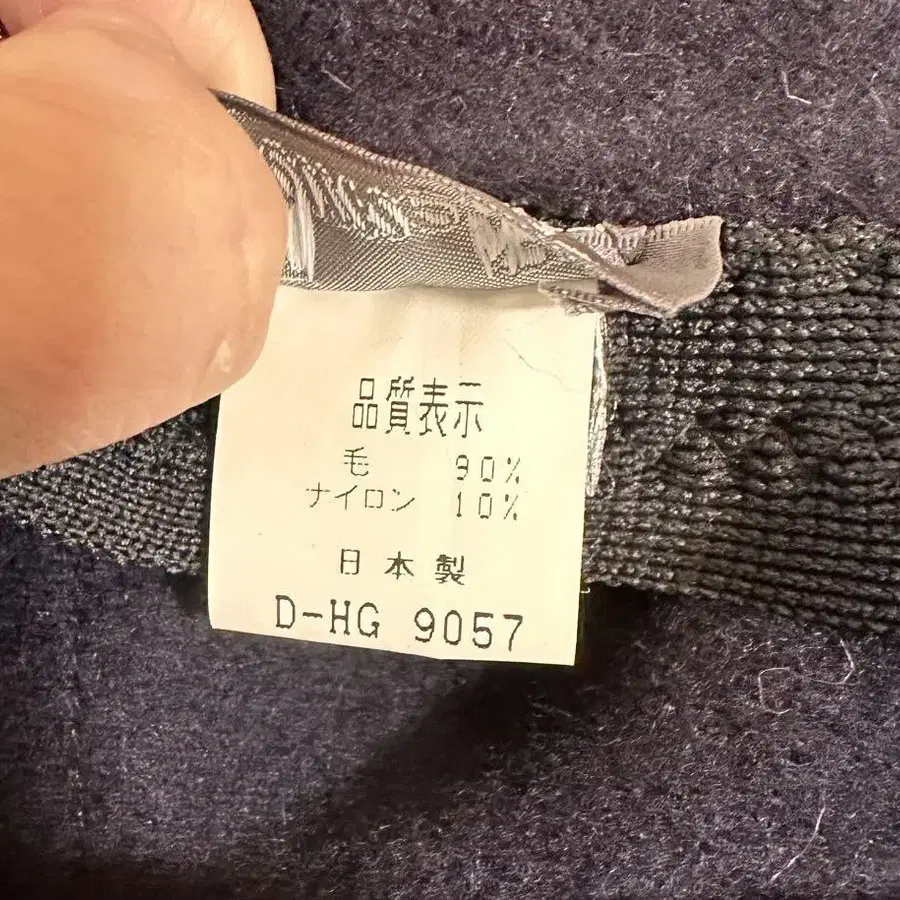 品質表示
毛 90%
ナイロン 10%
日本製
D-HG 9057